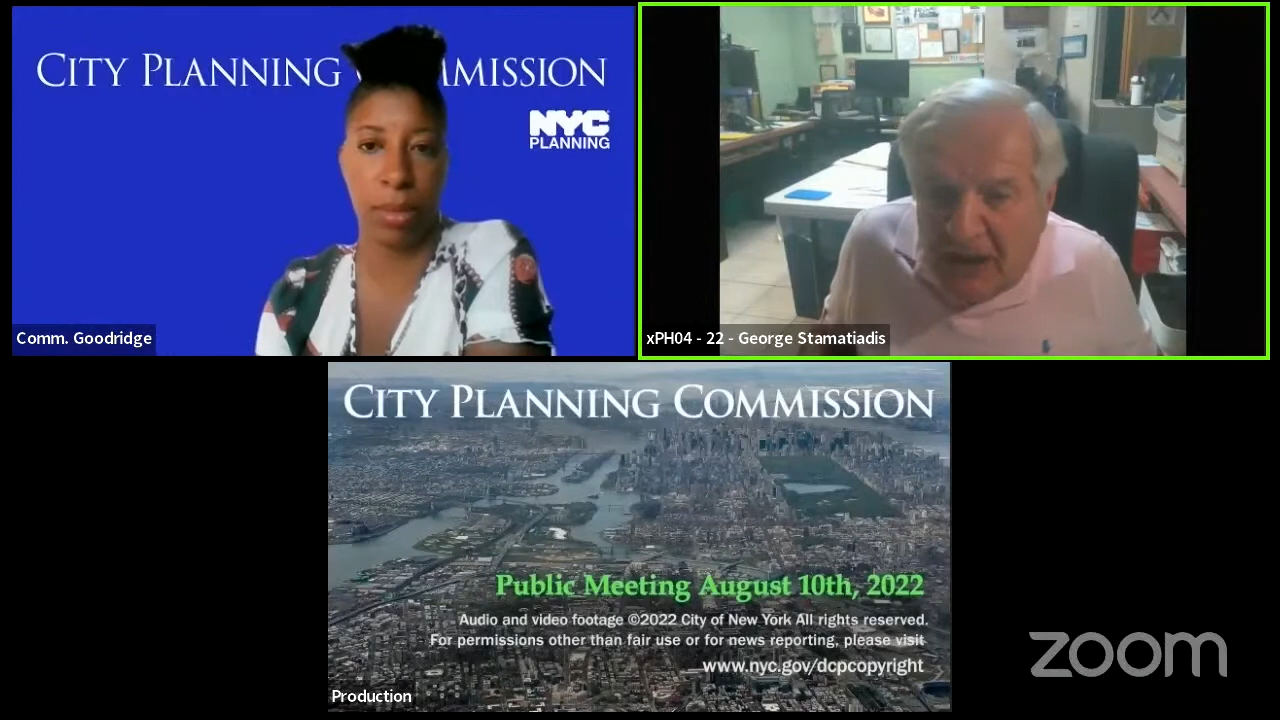 CITY PLANNING MMISSION
NYC
PLANNING
Comm. Goodridge
xPH04 - 22 - George Stamatiadis
CITY PLANNING COMMISSION
Public Meeting August 10th, 2022
Audio and video footage ©2022 City of New York All rights reserved.
For permissions other than fair use or for news reporting, please visit
www.nyc.gov/dcpcopyright
Production
zoom